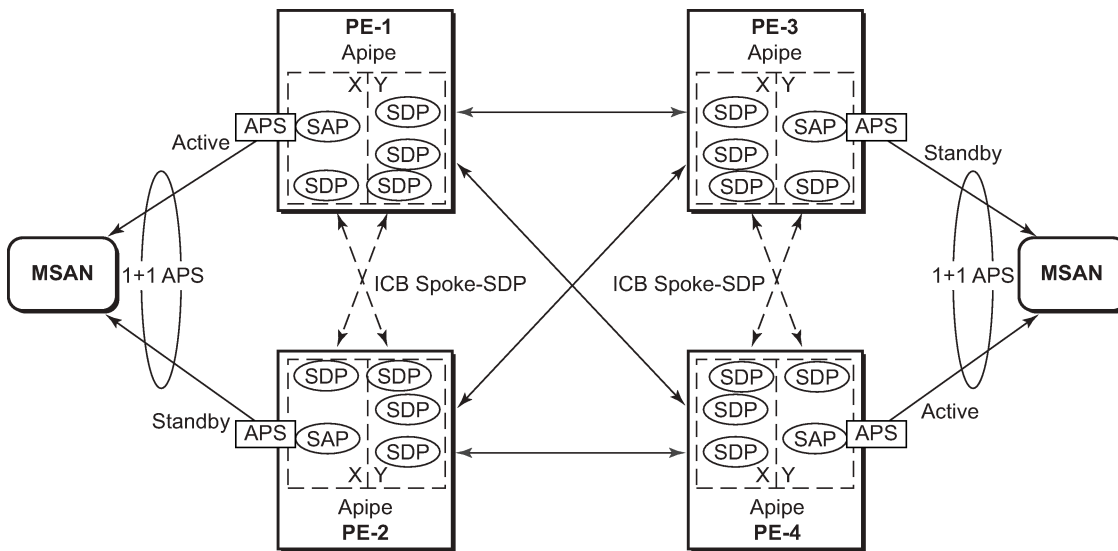 PE-1
Apipe
X Y
SDP
APS SAP
SDP
SDP SDP
Active
PE-3
Apipe
X Y
SDP
SAP APS
SDP
SDP SDP
Standby
MSAN
1+1 APS
ICB Spoke-SDP
ICB Spoke-SDP
1+1 APS
MSAN
Standby
SDP SDP
SDP
APS SAP
SDP
X Y
Apipe
PE-2
SDP SDP
SDP
SAP APS
SDP
X Y
Apipe
PE-4
Active